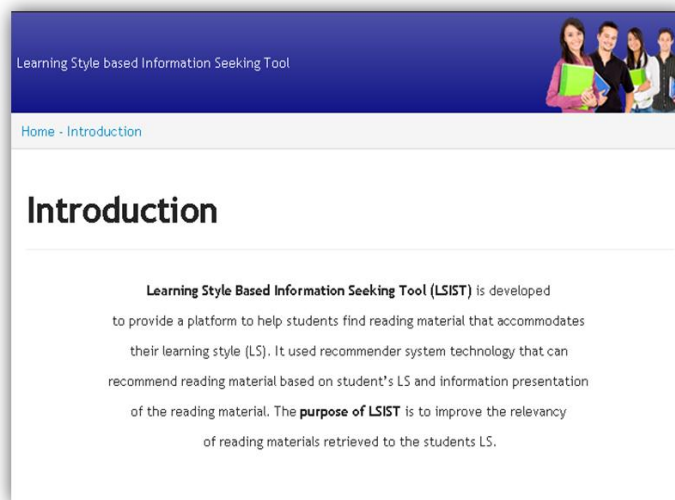 Learning Style based Information Seeking Tool
Home - Introduction
Introduction
Learning Style Based Information Seeking Tool (LSIST) is developed
to provide a platform to help students find reading material that accommodates
their learning style (LS). It used recommender system technology that can
recommend reading material based on student's LS and information presentation
of the reading material. The purpose of LSIST is to improve the relevancy
of reading materials retrieved to the students LS.